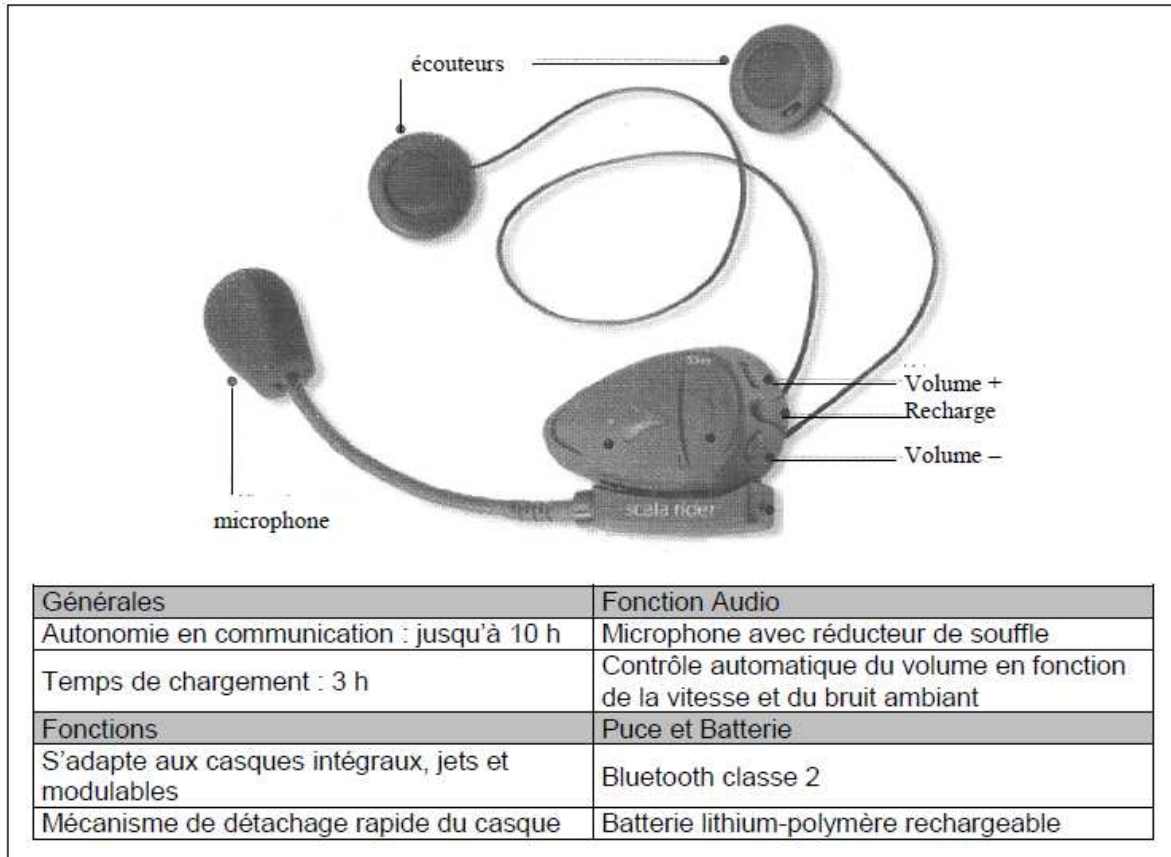 écouteurs
Volume +
Recharge
Volume –
microphone
scala rider
Générales
Fonction Audio
Autonomie en communication : jusqu'à 10 h
Microphone avec réducteur de souffle
Temps de chargement : 3 h
Contrôle automatique du volume en fonction
de la vitesse et du bruit ambiant
Fonctions
Puce et Batterie
S'adapte aux casques intégraux, jets et
modulables
Bluetooth classe 2
Mécanisme de détachage rapide du casque
Batterie lithium-polymère rechargeable